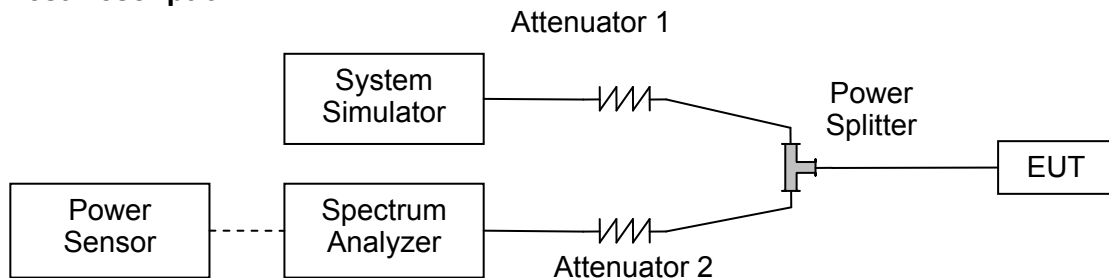 Attenuator 1
System
Simulator
Power
Splitter
EUT
Power
Sensor
Spectrum
Analyzer
Attenuator 2